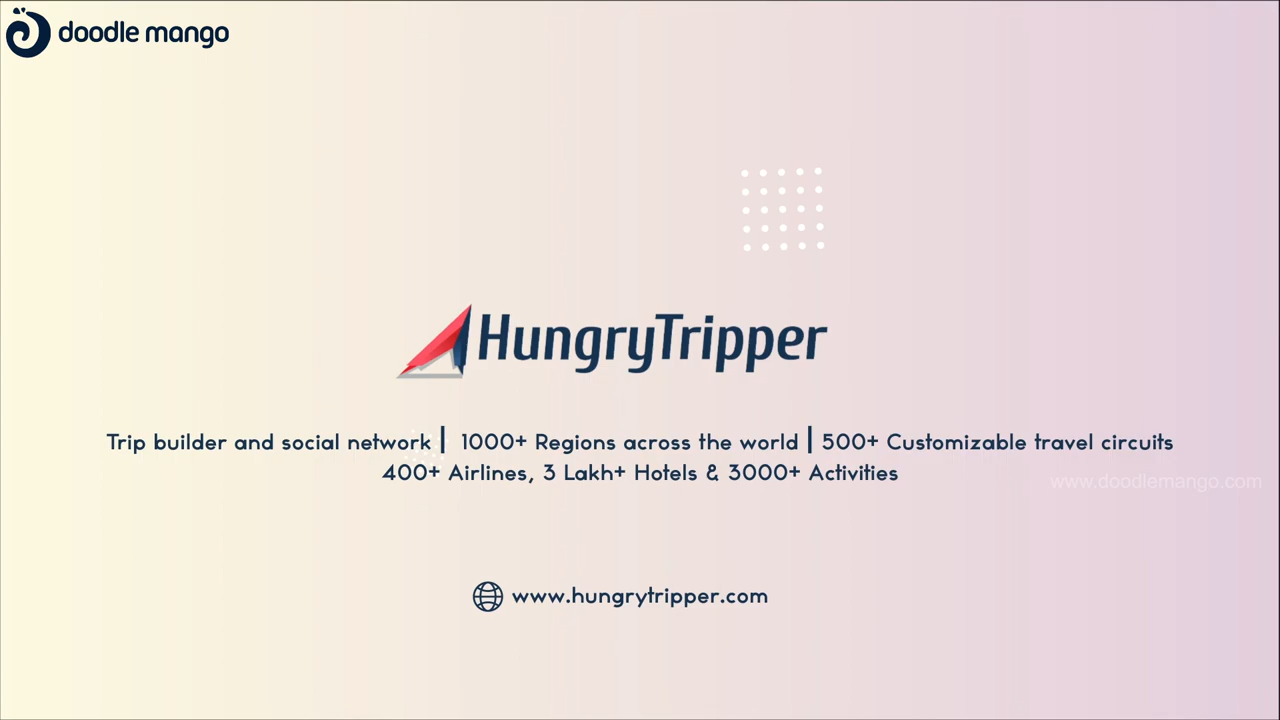 doodle mango
HungryTripper
Trip builder and social network | 1000+ Regions across the world | 500+ Customizable travel circuits
400+ Airlines, 3 Lakh+ Hotels & 3000+ Activities
www.doodlemango.com
www.hungrytripper.com